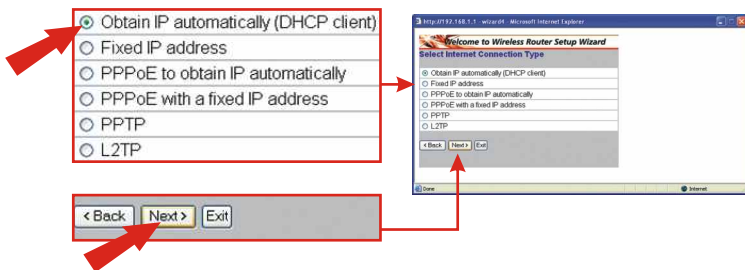 Obtain IP automatically (DHCP client)
Fixed IP address
PPPoE to obtain IP automatically
PPPoE with a fixed IP address
PPTP
L2TP
< Back Next > Exit
http://192.168.1.1 - wizard4 - Microsoft Internet Explorer
Welcome to Wireless Router Setup Wizard
Select Internet Connection Type
Obtain IP automatically (DHCP client)
Fixed IP address
PPPoE to obtain IP automatically
PPPoE with a fixed IP address
PPTP
L2TP
< Back Next > Exit
Done Internet